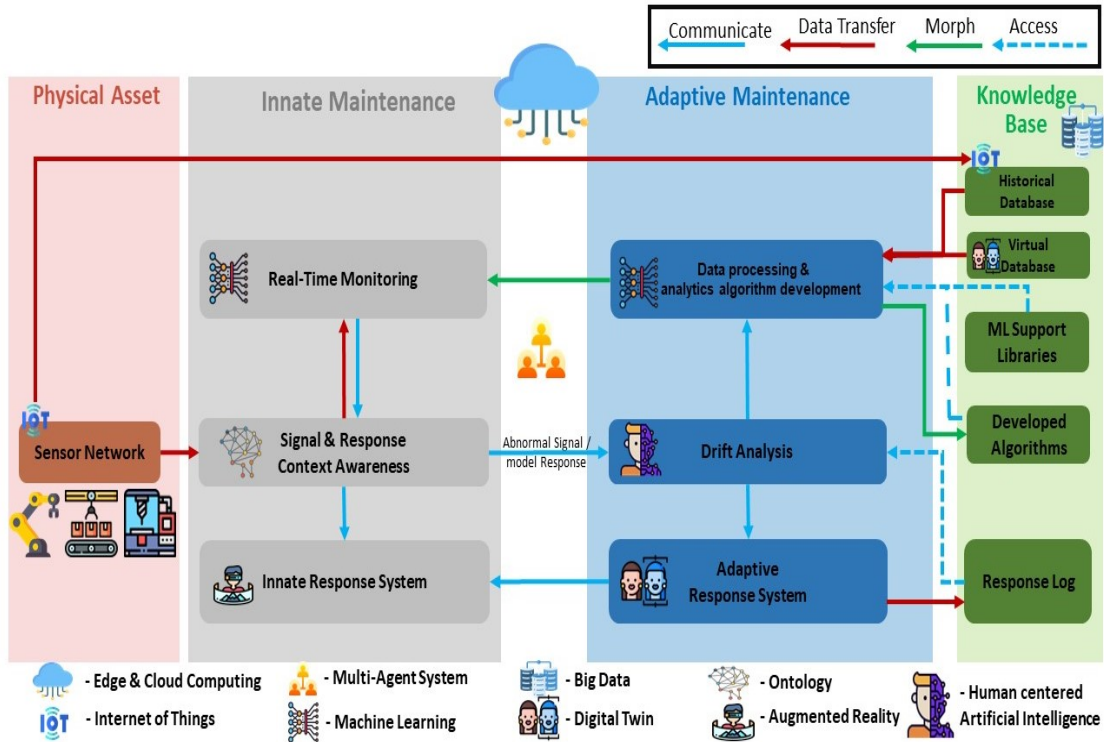 Communicate
Data Transfer
Morph
Access
Physical Asset
Innate Maintenance
Adaptive Maintenance
Knowledge
Base
IOT
Historical
Database
Virtual
Database
Real-Time Monitoring
Data processing &
analytics algorithm development
ML Support
Libraries
IOT
Sensor Network
Signal & Response
Context Awareness
Abnormal Signal /
model Response
Drift Analysis
Developed
Algorithms
Innate Response System
Adaptive
Response System
Response Log
- Edge & Cloud Computing
- Multi-Agent System
- Big Data
- Ontology
- Human centered
Artificial Intelligence
IOT
- Internet of Things
- Machine Learning
- Digital Twin
- Augmented Reality